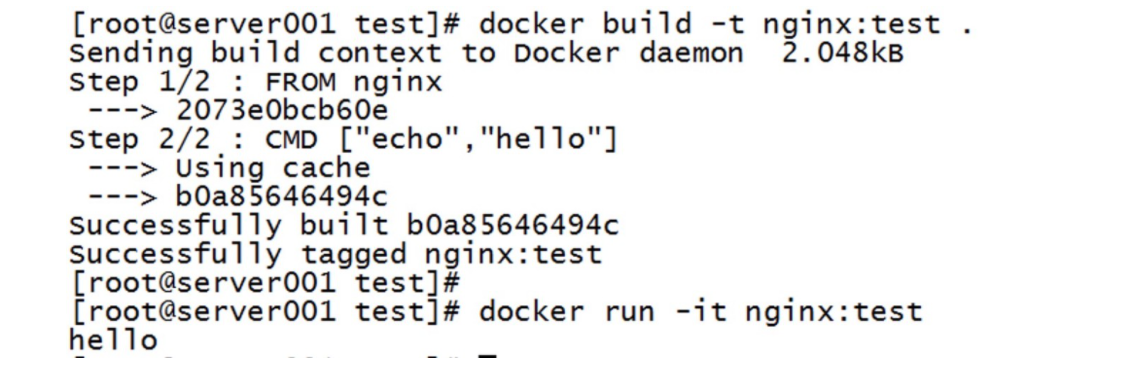 [root@server001 test]# docker build -t nginx:test .
Sending build context to Docker daemon  2.048kB
Step 1/2 : FROM nginx
 ---> 2073e0bcb60e
Step 2/2 : CMD ["echo","hello"]
 ---> Using cache
 ---> b0a85646494c
Successfully built b0a85646494c
Successfully tagged nginx:test
[root@server001 test]#
[root@server001 test]# docker run -it nginx:test
hello